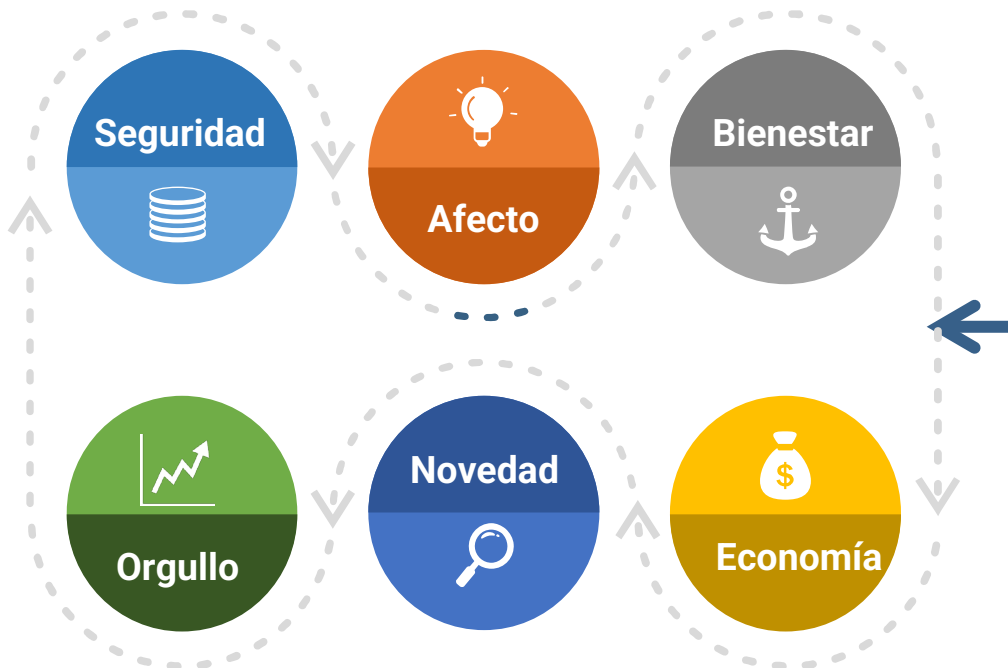 Seguridad
Afecto
Bienestar
Orgullo
Novedad
$
Economía